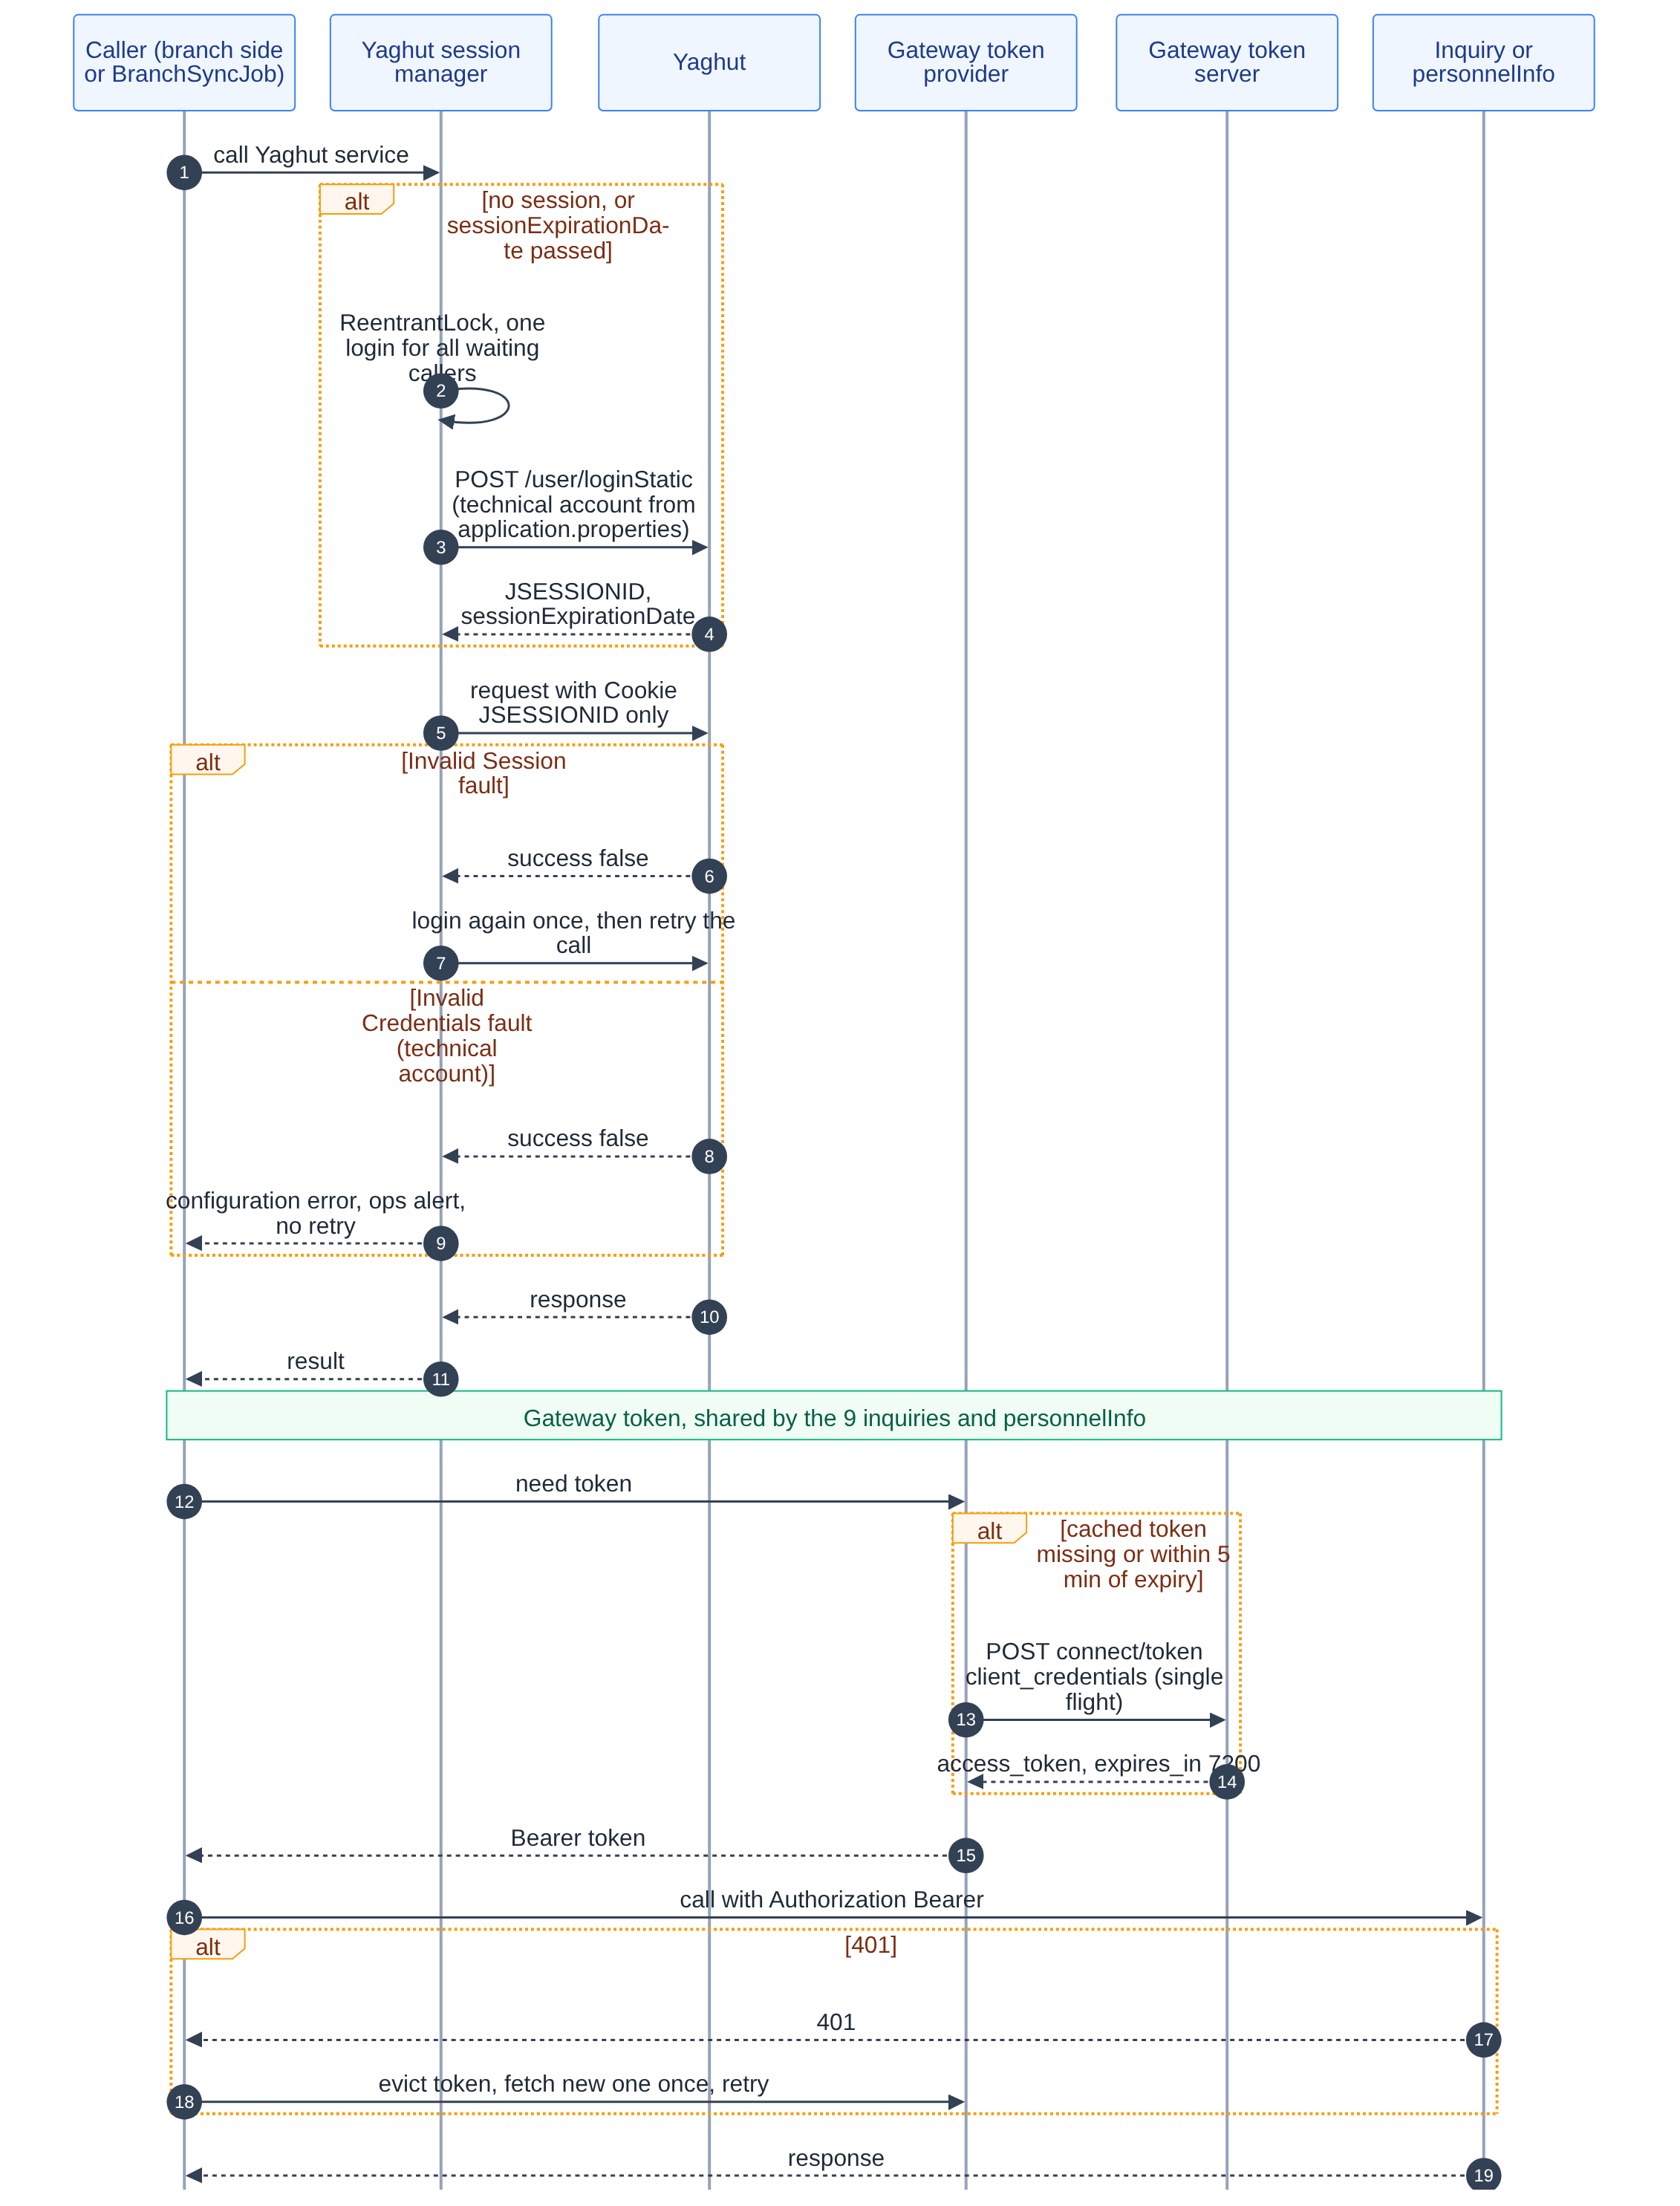 Caller (branch side
or BranchSyncJob)
Yaghut session
manager
Yaghut
Gateway token
provider
Gateway token
server
Inquiry or
personnelInfo
call Yaghut service
1
alt
[no session, or
sessionExpirationDa-
te passed]
ReentrantLock, one
login for all waiting
callers
2
POST /user/loginStatic
(technical account from
application.properties)
3
JSESSIONID,
sessionExpirationDate
4
request with Cookie
JSESSIONID only
5
alt
[Invalid Session
fault]
success false
6
login again once, then retry the
call
7
[Invalid
Credentials fault
(technical
account)]
success false
8
configuration error, ops alert,
no retry
9
response
10
result
11
Gateway token, shared by the 9 inquiries and personnelInfo
need token
12
alt
[cached token
missing or within 5
min of expiry]
POST connect/token
client_credentials (single
flight)
13
access_token, expires_in 7200
14
Bearer token
15
call with Authorization Bearer
16
alt
[401]
401
17
evict token, fetch new one once, retry
18
response
19